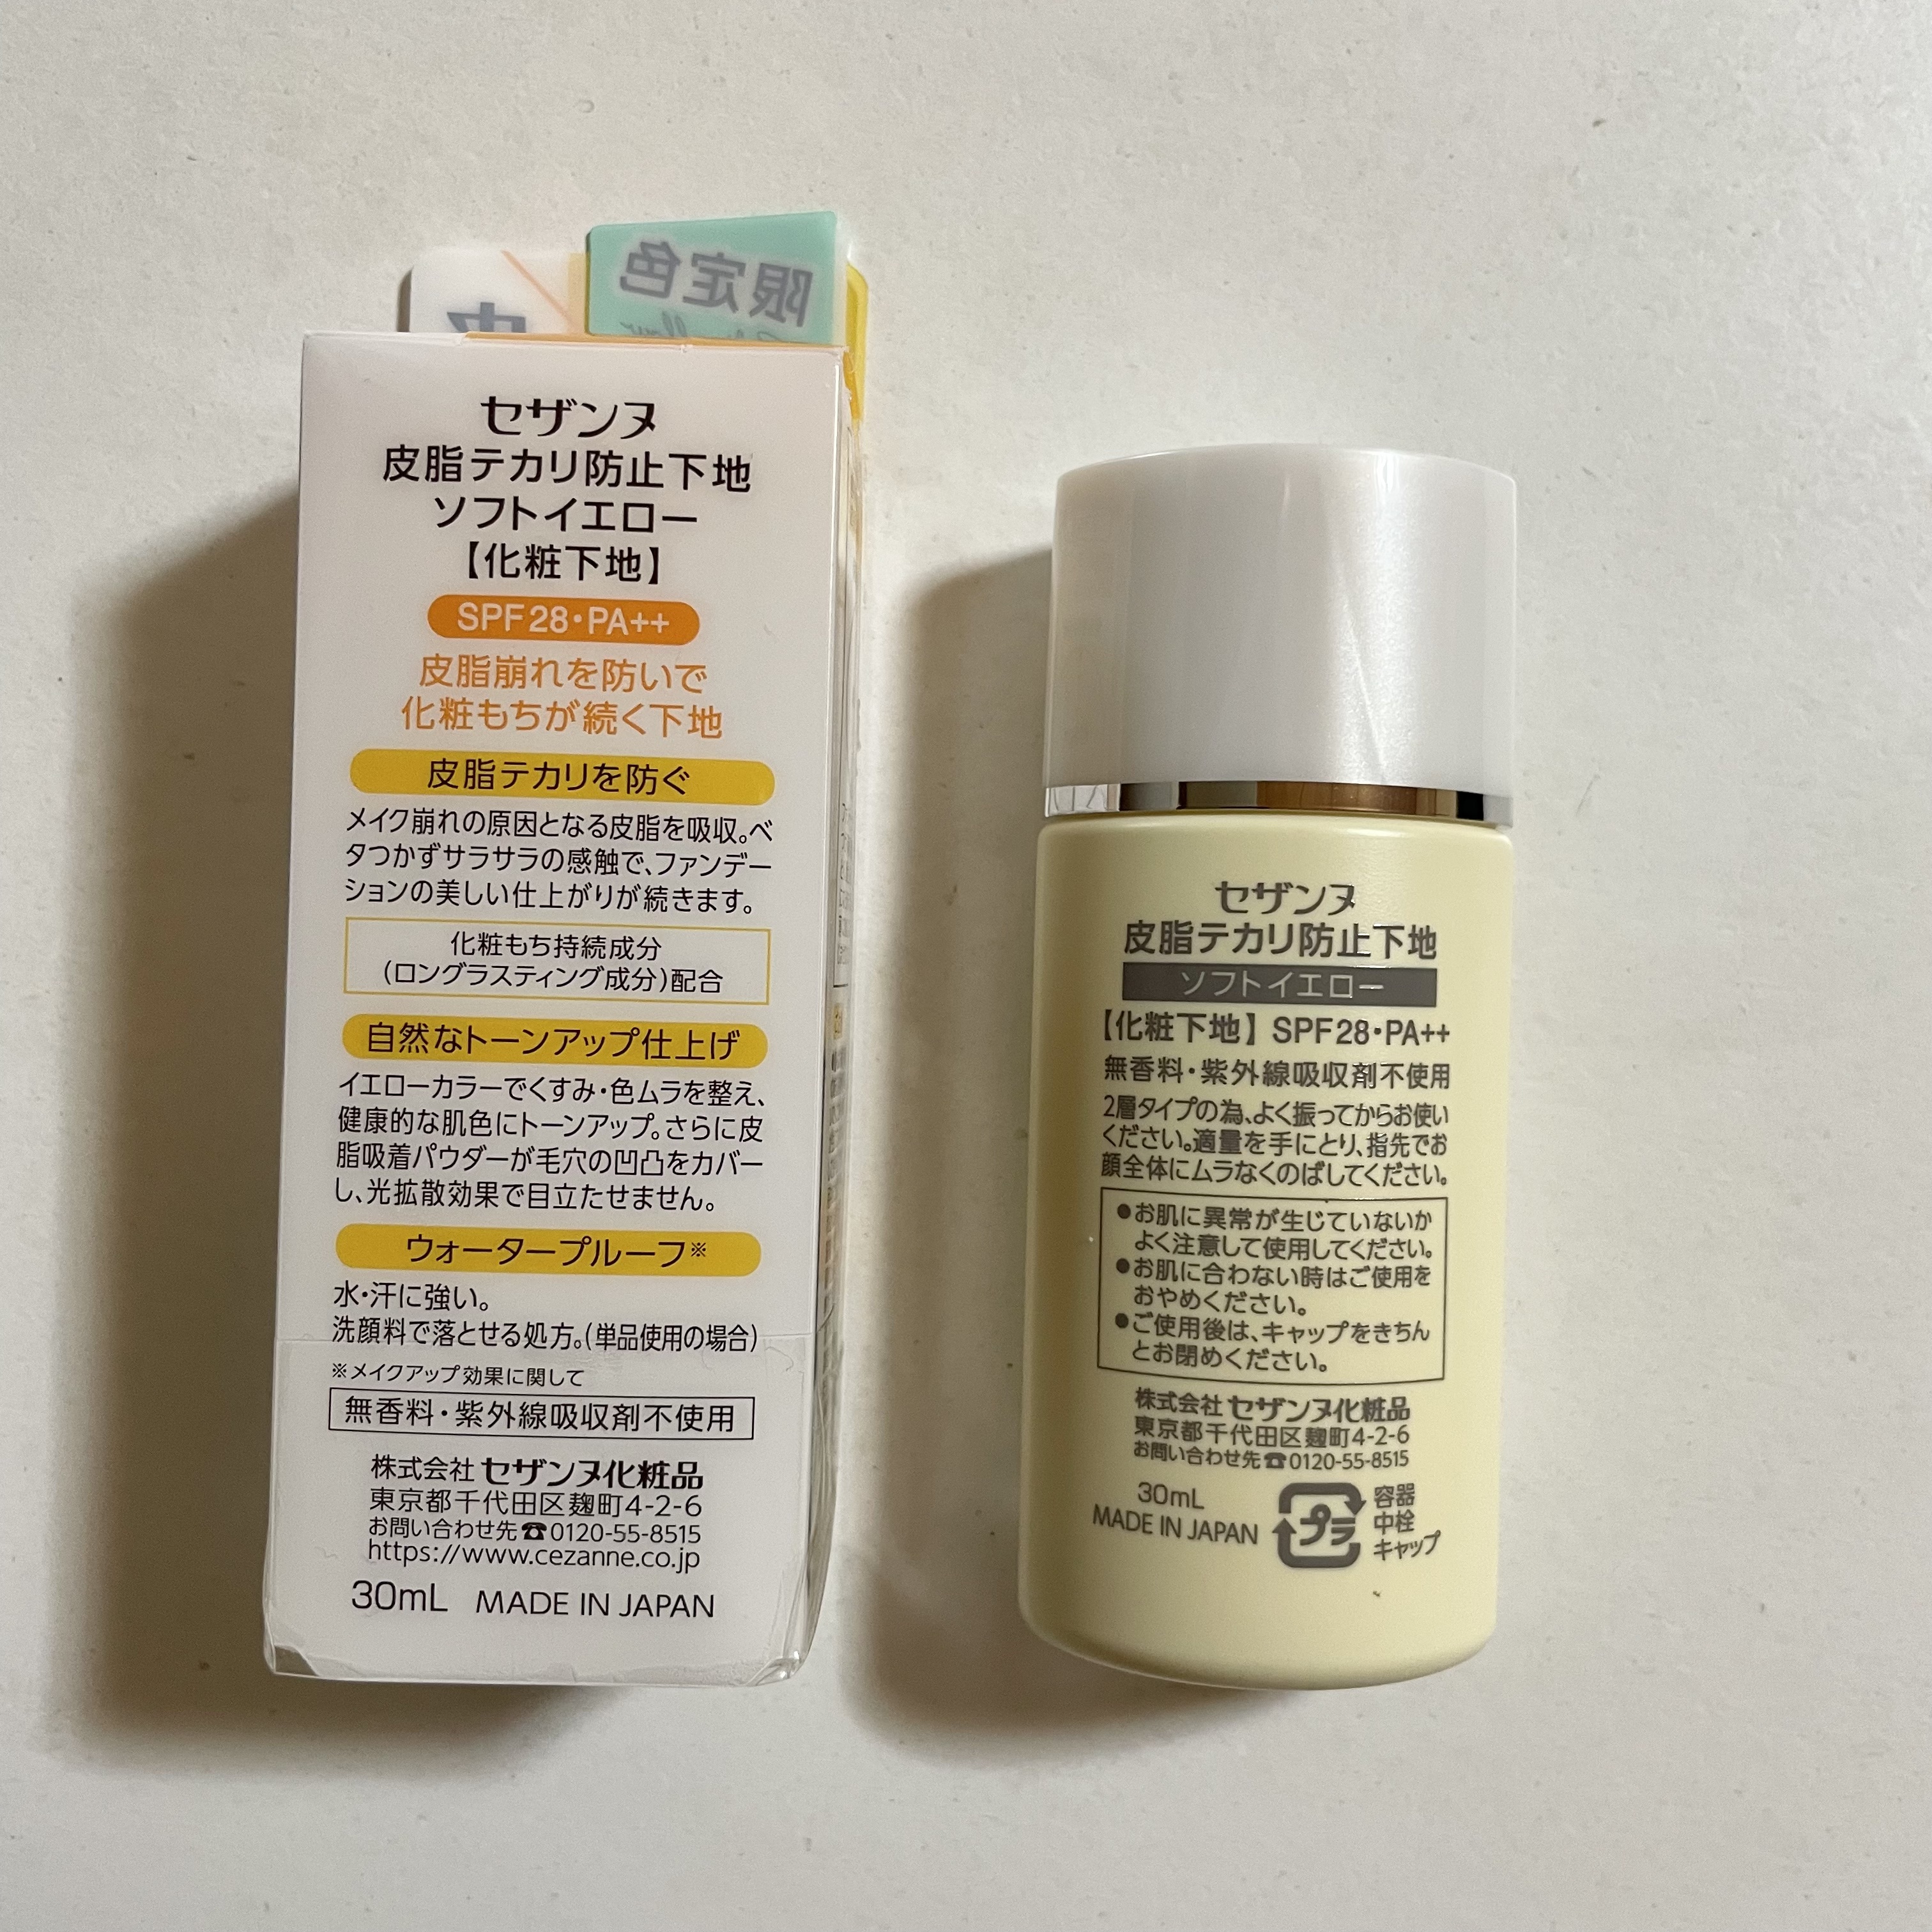 限定色
セザンヌ
皮脂テカリ防止下地
ソフトイエロー
【化粧下地】
SPF28・PA++
皮脂崩れを防いで
化粧もちが続く下地
皮脂テカリを防ぐ
メイク崩れの原因となる皮脂を吸収。ベ
タつかずサラサラの感触で、ファンデー
ションの美しい仕上がりが続きます。
化粧もち持続成分
(ロングラスティング成分)配合
自然なトーンアップ仕上げ
イエローカラーでくすみ・色ムラを整え、
健康的な肌色にトーンアップ。さらに皮
脂吸着パウダーが毛穴の凹凸をカバー
し、光拡散効果で目立たせません。
ウォータープルーフ※
水・汗に強い。
洗顔料で落とせる処方。(単品使用の場合)
※メイクアップ効果に関して
無香料・紫外線吸収剤不使用
株式会社 セザンヌ化粧品
東京都千代田区麹町4-2-6
お問い合わせ先☎0120-55-8515
https://www.cezanne.co.jp
30mL MADE IN JAPAN
セザンヌ
皮脂テカリ防止下地
ソフトイエロー
【化粧下地】SPF28・PA++
無香料・紫外線吸収剤不使用
2層タイプの為、よく振ってからお使い
ください。適量を手にとり、指先でお
顔全体にムラなくのばしてください。
●お肌に異常が生じていないか
よく注意して使用してください。
●お肌に合わない時はご使用を
おやめください。
●ご使用後は、キャップをきちん
とお閉めください。
株式会社 セザンヌ化粧品
東京都千代田区麹町4-2-6
お問い合わせ先☎0120-55-8515
30mL
MADE IN JAPAN
プラ
容器
中栓
キャップ